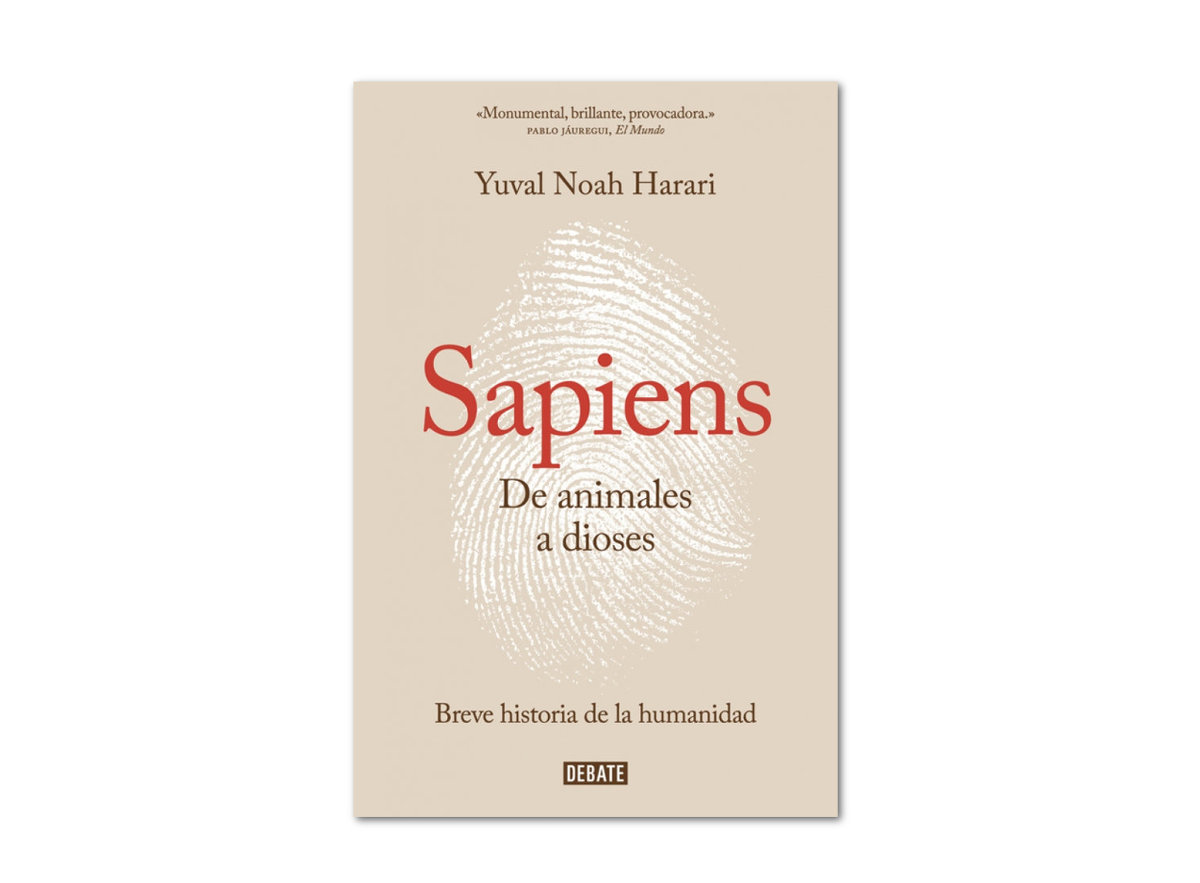 «Monumental, brillante, provocadora.»
PABLO JÁUREGUI, El Mundo
Yuval Noah Harari
Sapiens
De animales
a dioses
Breve historia de la humanidad
DEBATE